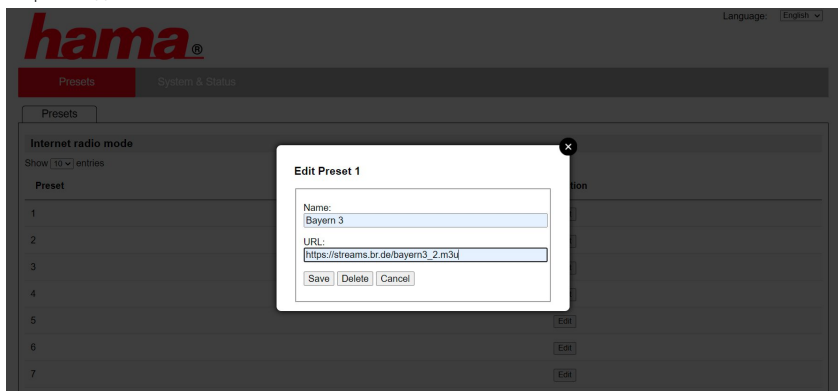 Language: English
hama®
Presets System & Status
Presets
Internet radio mode
Show 10 entries
Edit Preset 1
Preset
Name:
Bayern 3
1
2
URL:
https://streams.br.de/bayern3_2.m3u
3
Save Delete Cancel
4
5 Edit
6 Edit
7 Edit